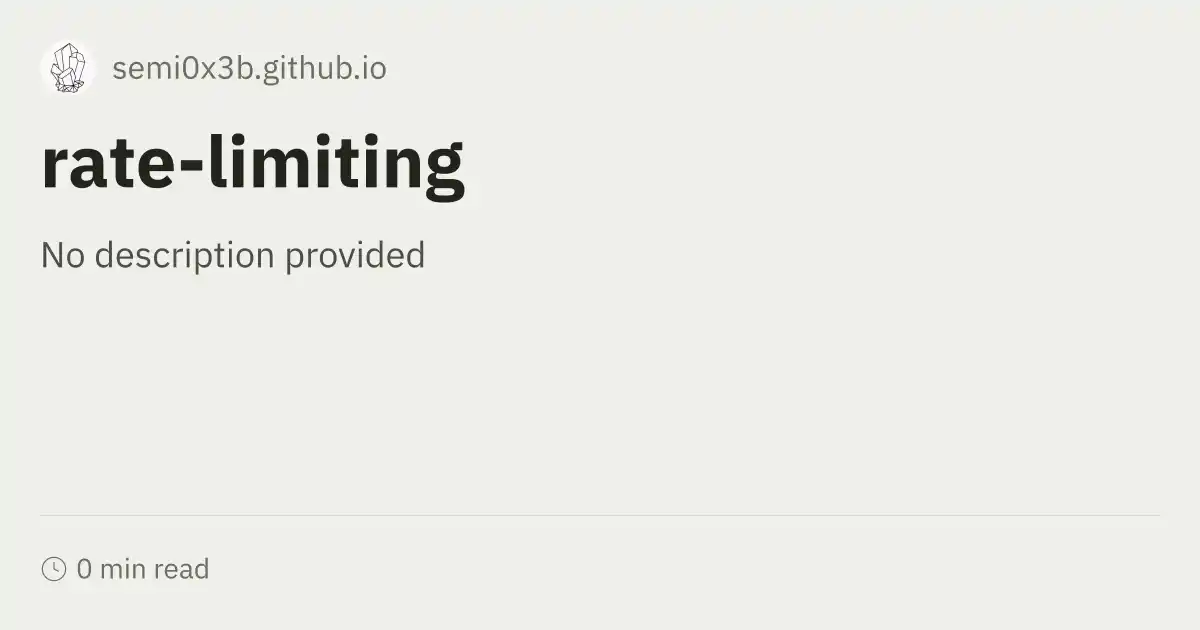 semi0x3b.github.io
rate-limiting
No description provided
0 min read